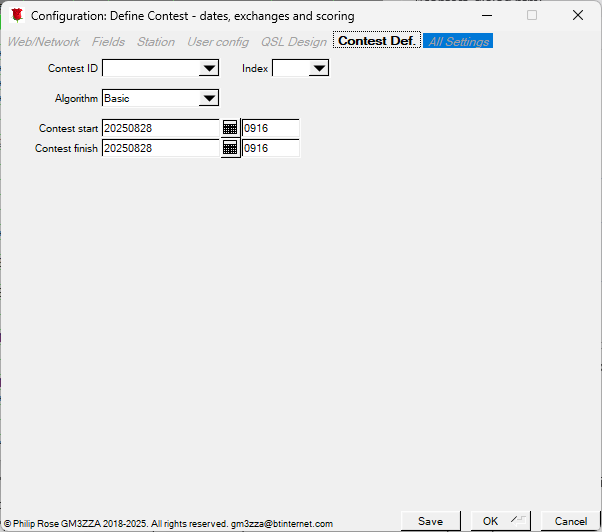 Configuration: Define Contest - dates, exchanges and scoring
Web/Network Fields Station User config QSL Design Contest Def. All Settings
Contest ID Index
Algorithm Basic
Contest start 20250828 0916
Contest finish 20250828 0916
© Philip Rose GM3ZZA 2018-2025. All rights reserved. gm3zza@btinternet.com Save OK Cancel